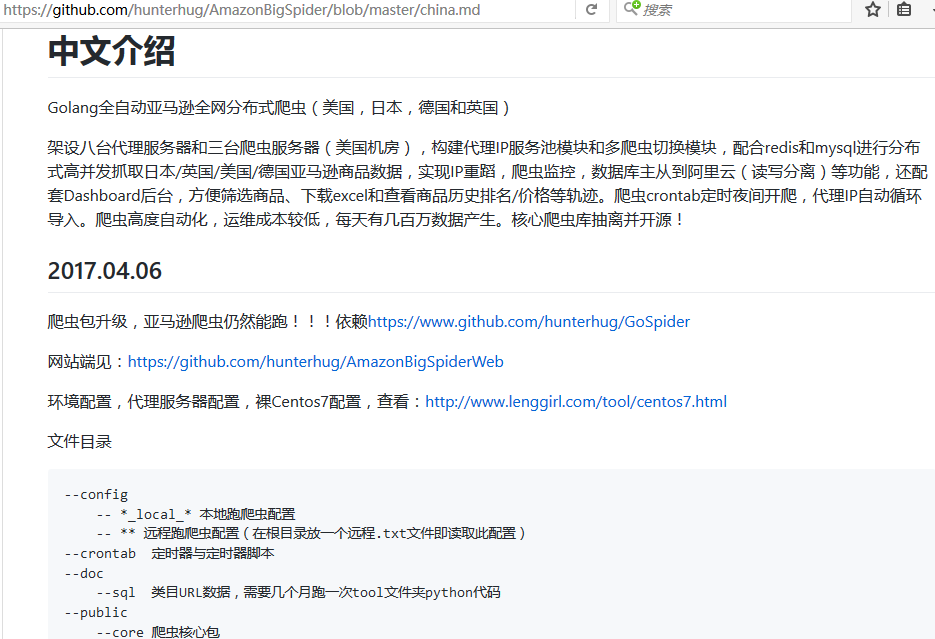 https://github.com/hunterhug/AmazonBigSpider/blob/master/china.md
搜索
中文介绍
Golang全自动亚马逊全网分布式爬虫（美国，日本，德国和英国）
架设八台代理服务器和三台爬虫服务器（美国机房），构建代理IP服务池模块和多爬虫切换模块，配合redis和mysql进行分布
式高并发抓取日本/英国/美国/德国亚马逊商品数据，实现IP重蹈，爬虫监控，数据库主从到阿里云（读写分离）等功能，还配
套Dashboard后台，方便筛选商品、下载excel和查看商品历史排名/价格等轨迹。爬虫crontab定时夜间开爬，代理IP自动循环
导入。爬虫高度自动化，运维成本较低，每天有几百万数据产生。核心爬虫库抽离并开源！
2017.04.06
爬虫包升级，亚马逊爬虫仍然能跑！！！依赖https://www.github.com/hunterhug/GoSpider
网站端见：https://github.com/hunterhug/AmazonBigSpiderWeb
环境配置，代理服务器配置，裸Centos7配置，查看：http://www.lenggirl.com/tool/centos7.html
文件目录
--config
    -- *_local_* 本地跑爬虫配置
    -- ** 远程跑爬虫配置（在根目录放一个远程.txt文件即读取此配置）
--crontab  定时器与定时器脚本
--doc
    --sql  类目URL数据，需要几个月跑一次tool文件夹python代码
--public
    --core 爬虫核心包